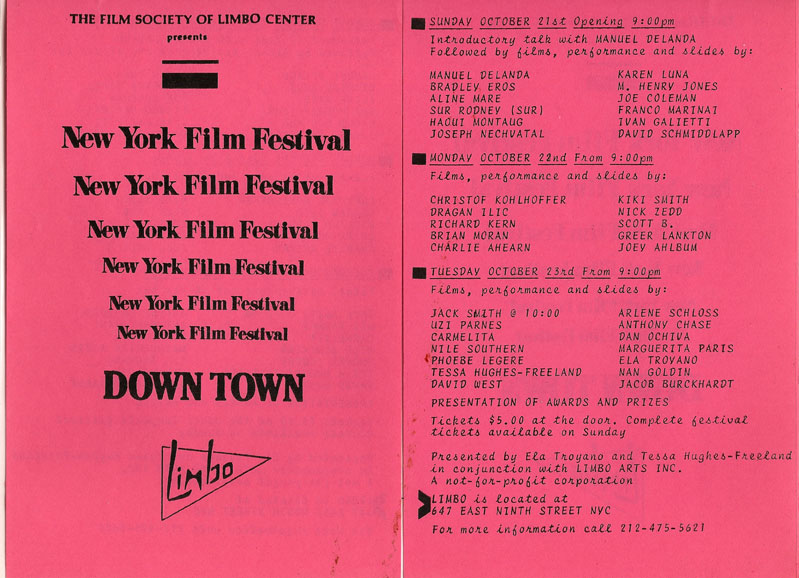 THE FILM SOCIETY OF LIMBO CENTER
presents
New York Film Festival
New York Film Festival
New York Film Festival
New York Film Festival
New York Film Festival
New York Film Festival
DOWN TOWN
LIMBO
SUNDAY OCTOBER 21st Opening 9:00pm
Introductory talk with MANUEL DELANDA
Followed by films, performance and slides by:
MANUEL DELANDA KAREN LUNA
BRADLEY EROS M. HENRY JONES
ALINE MARE JOE COLEMAN
SUR RODNEY (SUR) FRANCO MARINAI
HAOUI MONTAUG IVAN GALIETTI
JOSEPH NECHVATAL DAVID SCHMIDDLAPP
MONDAY OCTOBER 22nd From 9:00pm
Films, performance and slides by:
CHRISTOF KOHLHOFFER KIKI SMITH
DRAGAN ILIC NICK ZEDD
RICHARD KERN SCOTT B.
BRIAN MORAN GREER LANKTON
CHARLIE AHEARN JOEY AHLBUM
TUESDAY OCTOBER 23rd From 9:00pm
Films, performance and slides by:
JACK SMITH @ 10:00 ARLENE SCHLOSS
UZI PARNES ANTHONY CHASE
CARMELITA DAN OCHIVA
NILE SOUTHERN MARGUERITA PARIS
PHOEBE LEGERE ELA TROYANO
TESSA HUGHES-FREELAND NAN GOLDIN
DAVID WEST JACOB BURCKHARDT
PRESENTATION OF AWARDS AND PRIZES
Tickets $5.00 at the door. Complete festival
tickets available on Sunday
Presented by Ela Troyano and Tessa Hughes-Freeland
in conjunction with LIMBO ARTS INC.
A not-for-profit corporation
LIMBO is located at
647 EAST NINTH STREET NYC
For more information call 212-475-5621